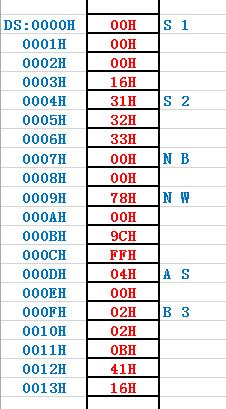 DS:0000H 00H S 1
0001H 00H
0002H 00H
0003H 16H
0004H 31H S 2
0005H 32H
0006H 33H
0007H 00H N B
0008H 00H
0009H 78H N W
000AH 00H
000BH 9CH
000CH FFH
000DH 04H A S
000EH 00H
000FH 02H B 3
0010H 02H
0011H 0BH
0012H 41H
0013H 16H